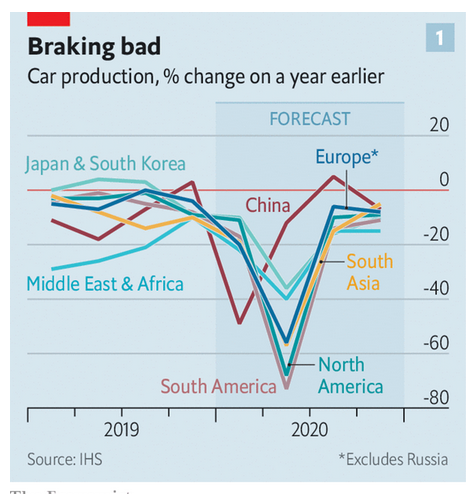 Braking bad
1
Car production, % change on a year earlier
FORECAST
20
Japan & South Korea
Europe*
0
China
-20
South
Asia
Middle East & Africa
-40
-60
North
America
South America
-80
2019
2020
Source: IHS
*Excludes Russia